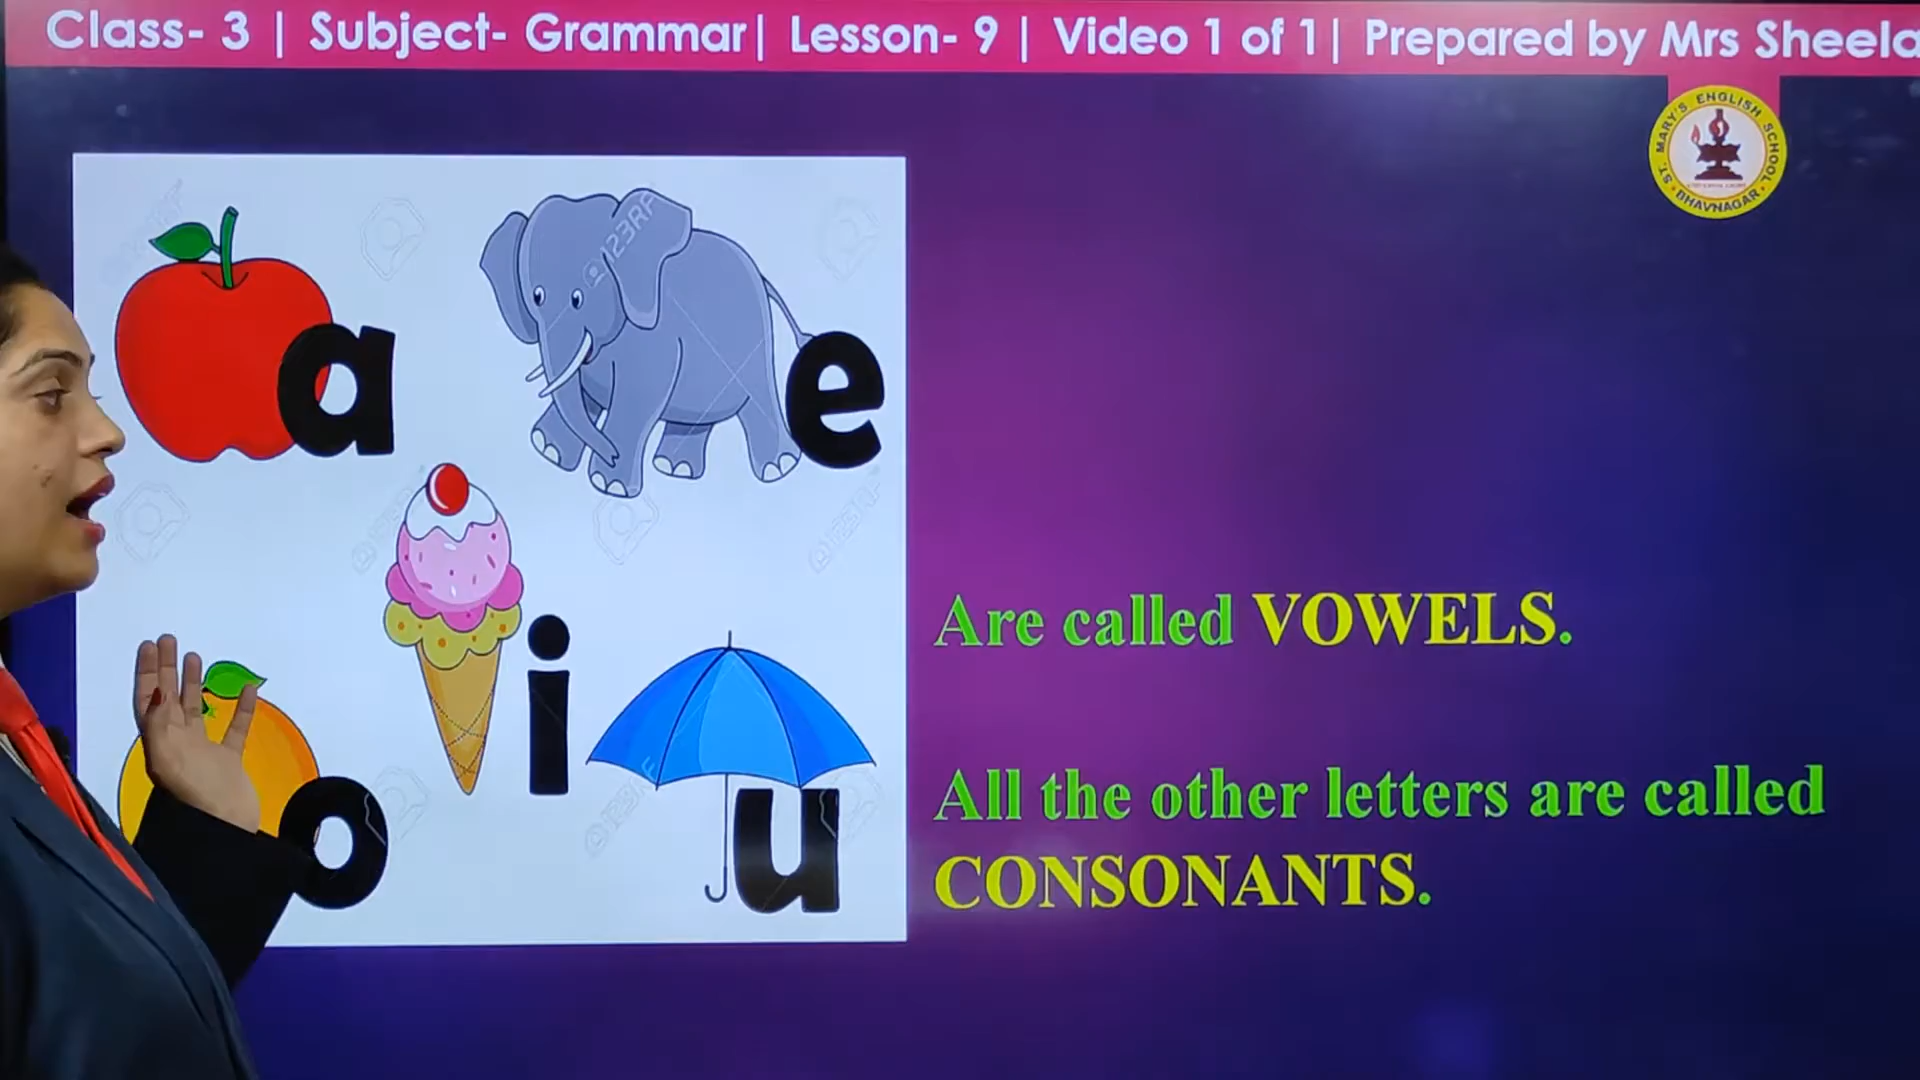 Class- 3 | Subject- Grammar| Lesson- 9 | Video 1 of 1| Prepared by Mrs Sheela
ST. MARY'S ENGLISH SCHOOL
BHAVNAGAR
123RF
a
e
i
o
u
Are called VOWELS.
All the other letters are called
CONSONANTS.